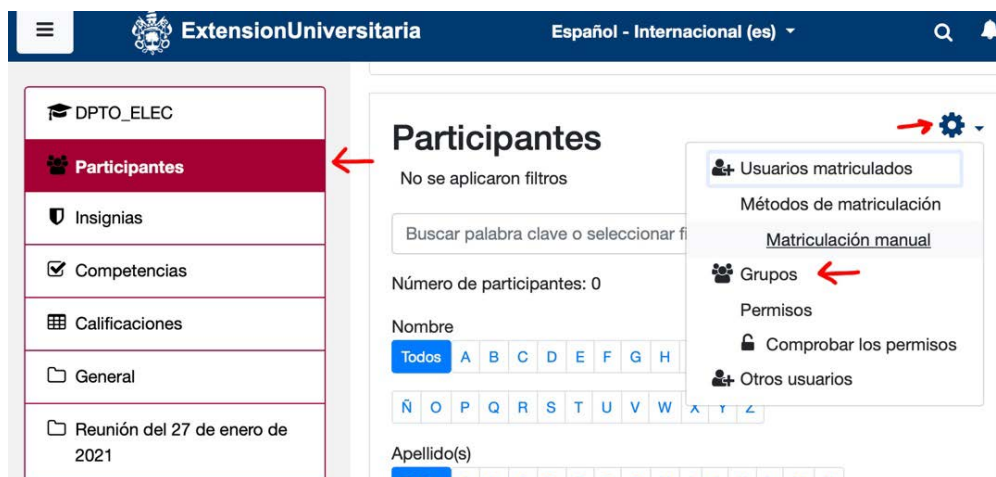 ExtensionUniversitaria
Español - Internacional (es)
DPTO_ELEC
Participantes
Insignias
Competencias
Calificaciones
General
Reunión del 27 de enero de
2021
Participantes
No se aplicaron filtros
Buscar palabra clave o seleccionar fi
Número de participantes: 0
Nombre
Todos A B C D E F G H
Ñ O P Q R S T U V W X Y Z
Apellido(s)
Usuarios matriculados
Métodos de matriculación
Matriculación manual
Grupos
Permisos
Comprobar los permisos
Otros usuarios